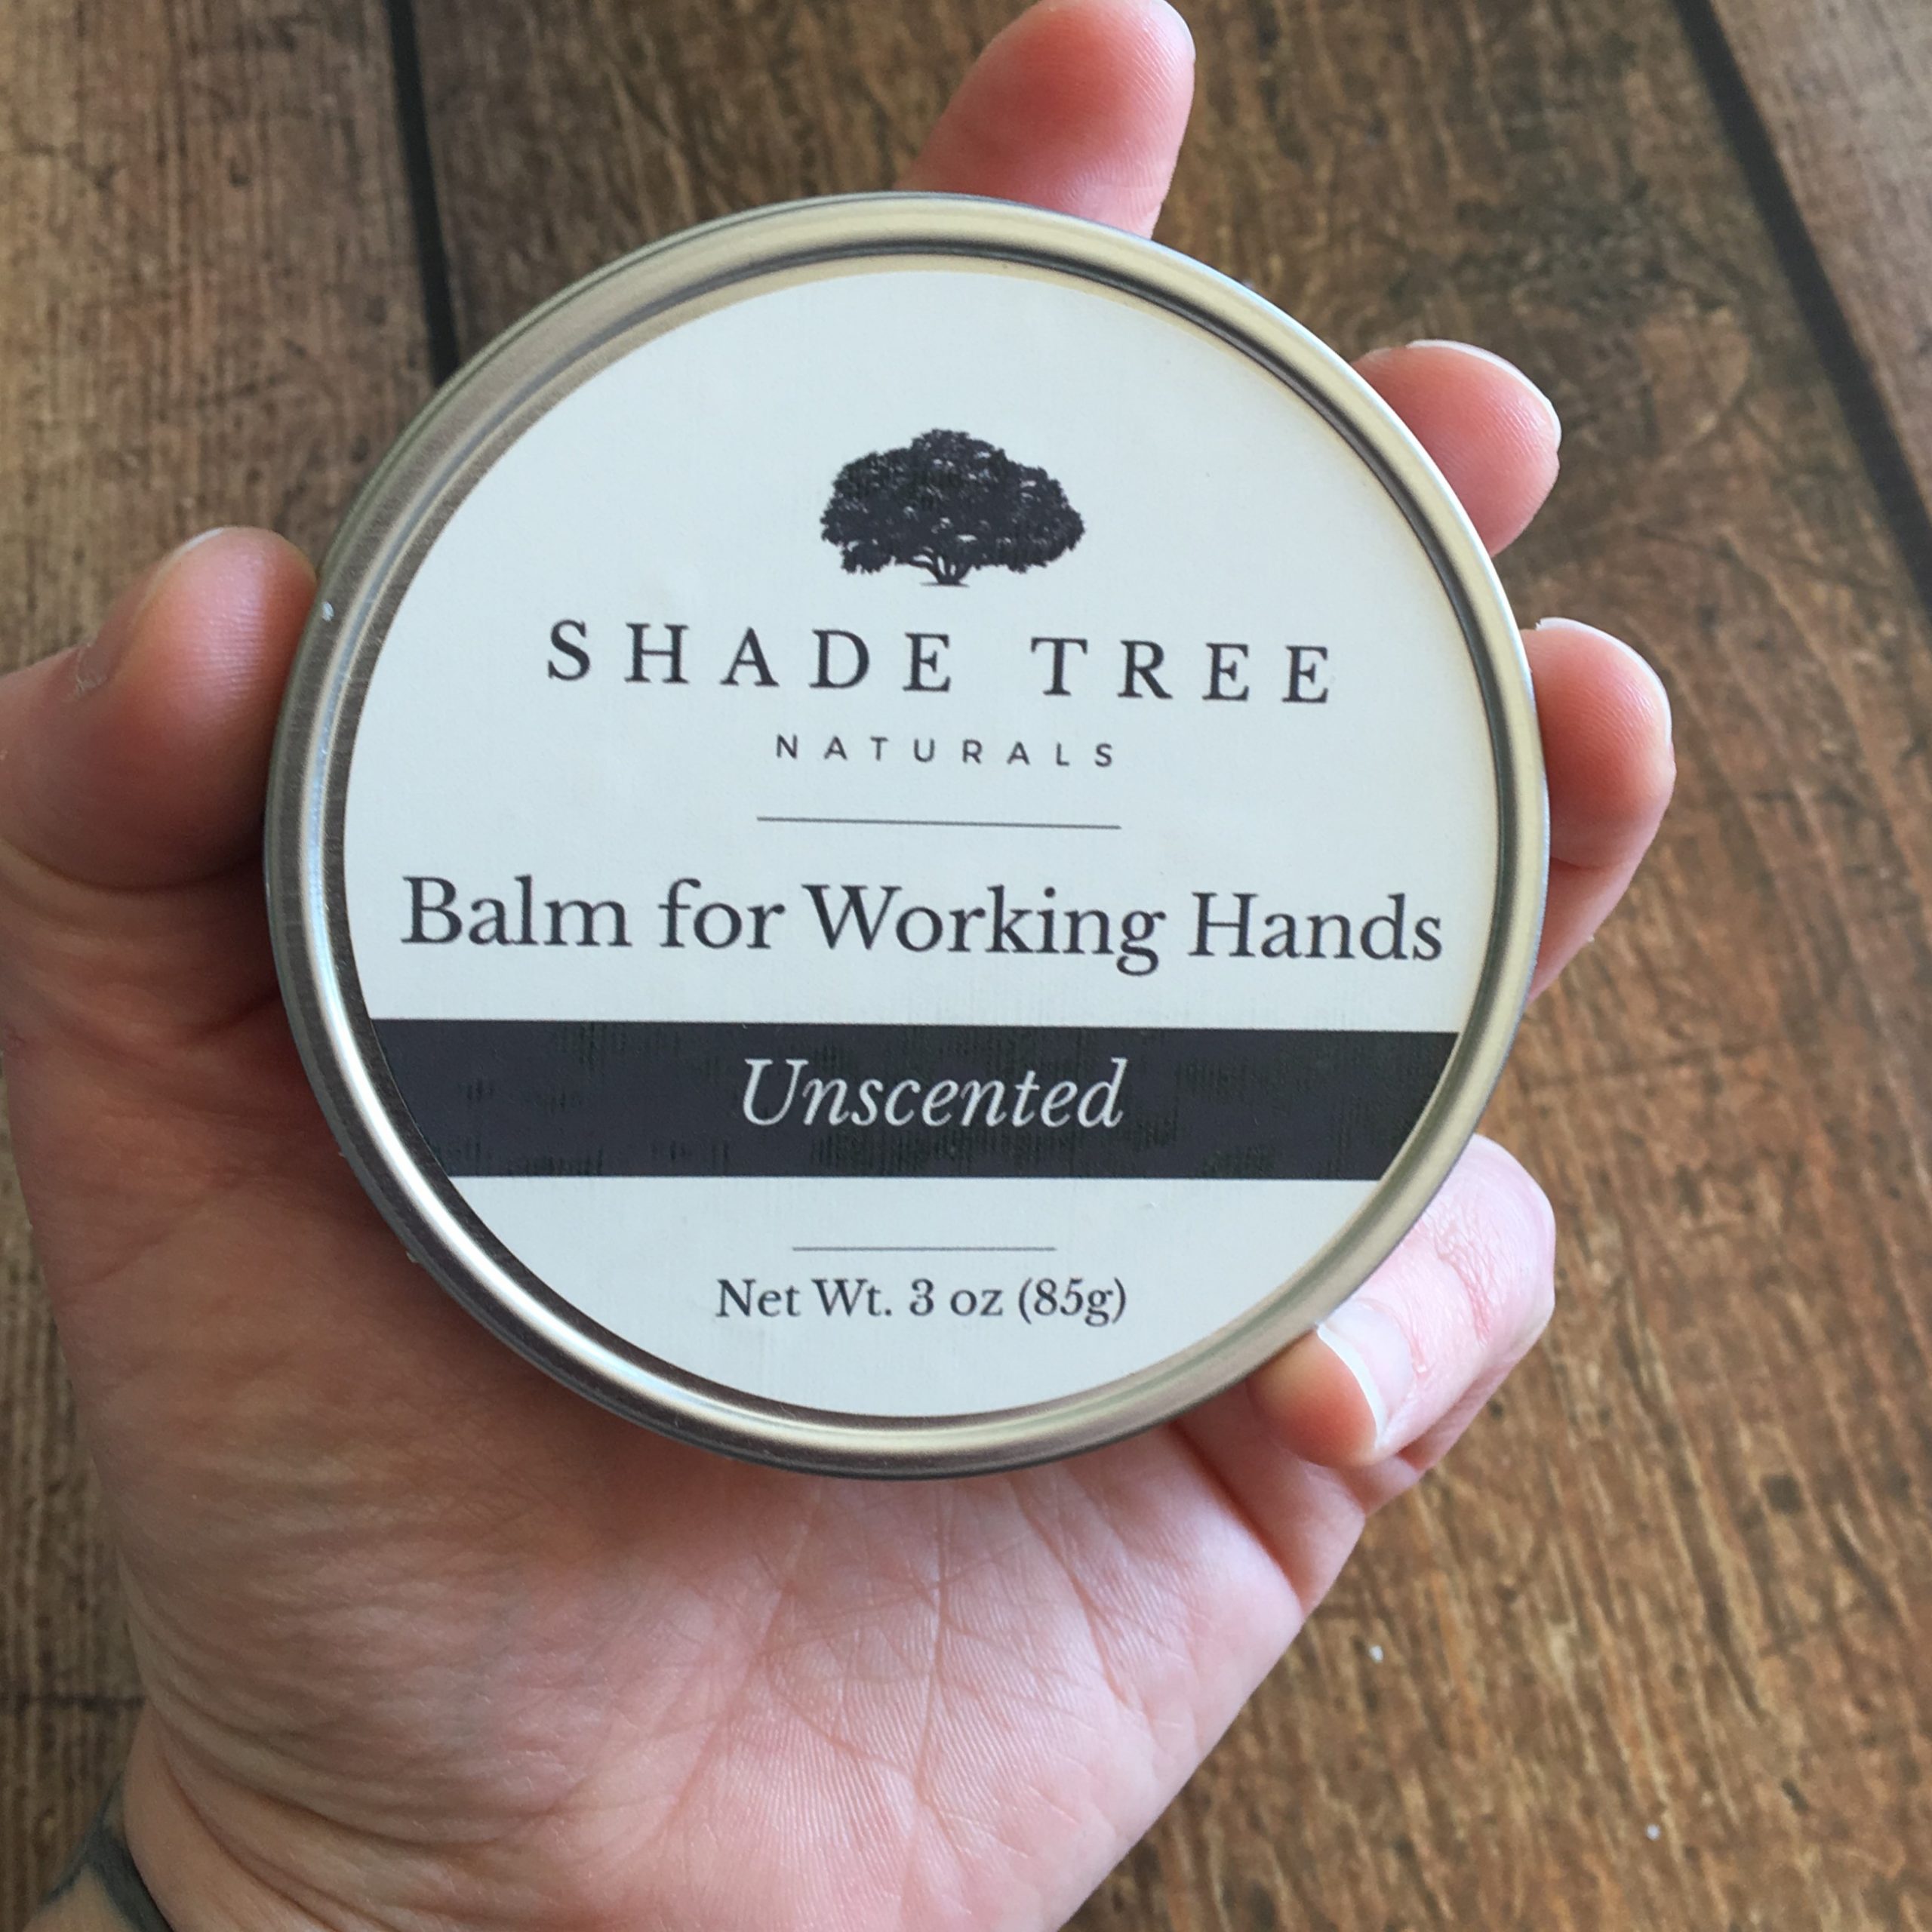 SHADE TREE
NATURALS
Balm for Working Hands
Unscented
Net Wt. 3 oz (85g)